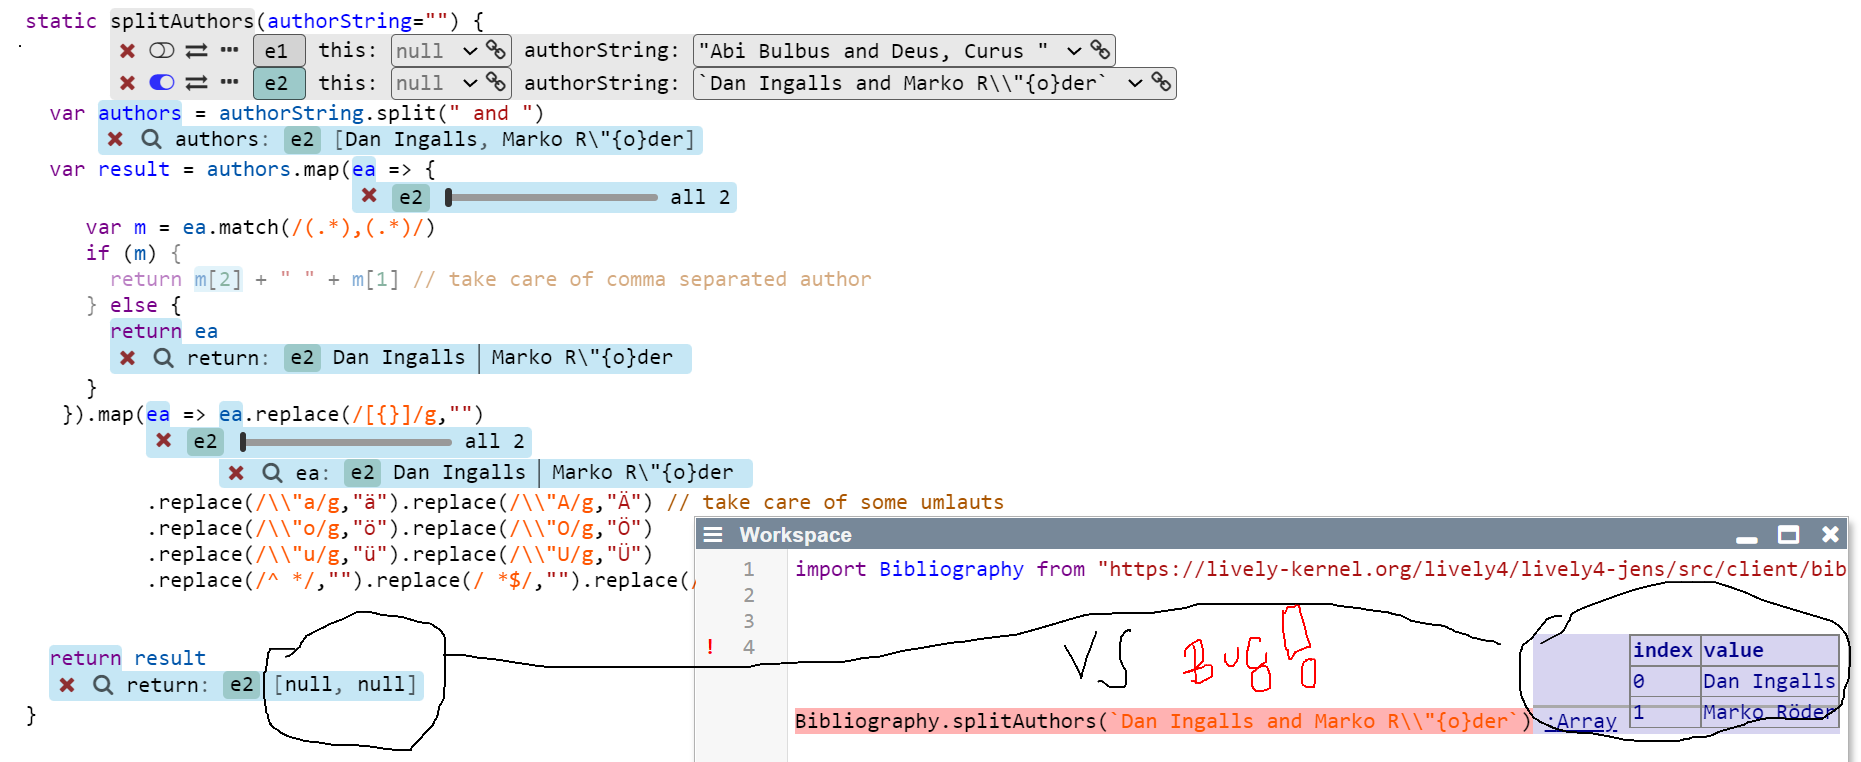 static splitAuthors(authorString="") {
e1 this: null authorString: "Abi Bulbus and Deus, Curus "
e2 this: null authorString: `Dan Ingalls and Marko R\\"{o}der`
var authors = authorString.split(" and ")
authors: e2 [Dan Ingalls, Marko R\"{o}der]
var result = authors.map(ea => {
e2 all 2
var m = ea.match(/(.*),(.*)/)
if (m) {
return m[2] + " " + m[1] // take care of comma separated author
} else {
return ea
return: e2 Dan Ingalls | Marko R\"{o}der
}
}).map(ea => ea.replace(/[{}]/g,"")
e2 all 2
ea: e2 Dan Ingalls | Marko R\"{o}der
.replace(/\\"a/g,"ä").replace(/\\"A/g,"Ä") // take care of some umlauts
.replace(/\\"o/g,"ö").replace(/\\"O/g,"Ö")
.replace(/\\"u/g,"ü").replace(/\\"U/g,"Ü")
.replace(/^ */,"").replace(/ *$/,"").replace(/
return result
return: e2 [null, null]
}
Workspace
1 import Bibliography from "https://lively-kernel.org/lively4/lively4-jens/src/client/bib
2
3
! 4
VS Bug!
Bibliography.splitAuthors(`Dan Ingalls and Marko R\\"{o}der`) :Array
index value
0 Dan Ingalls
1 Marko Röder